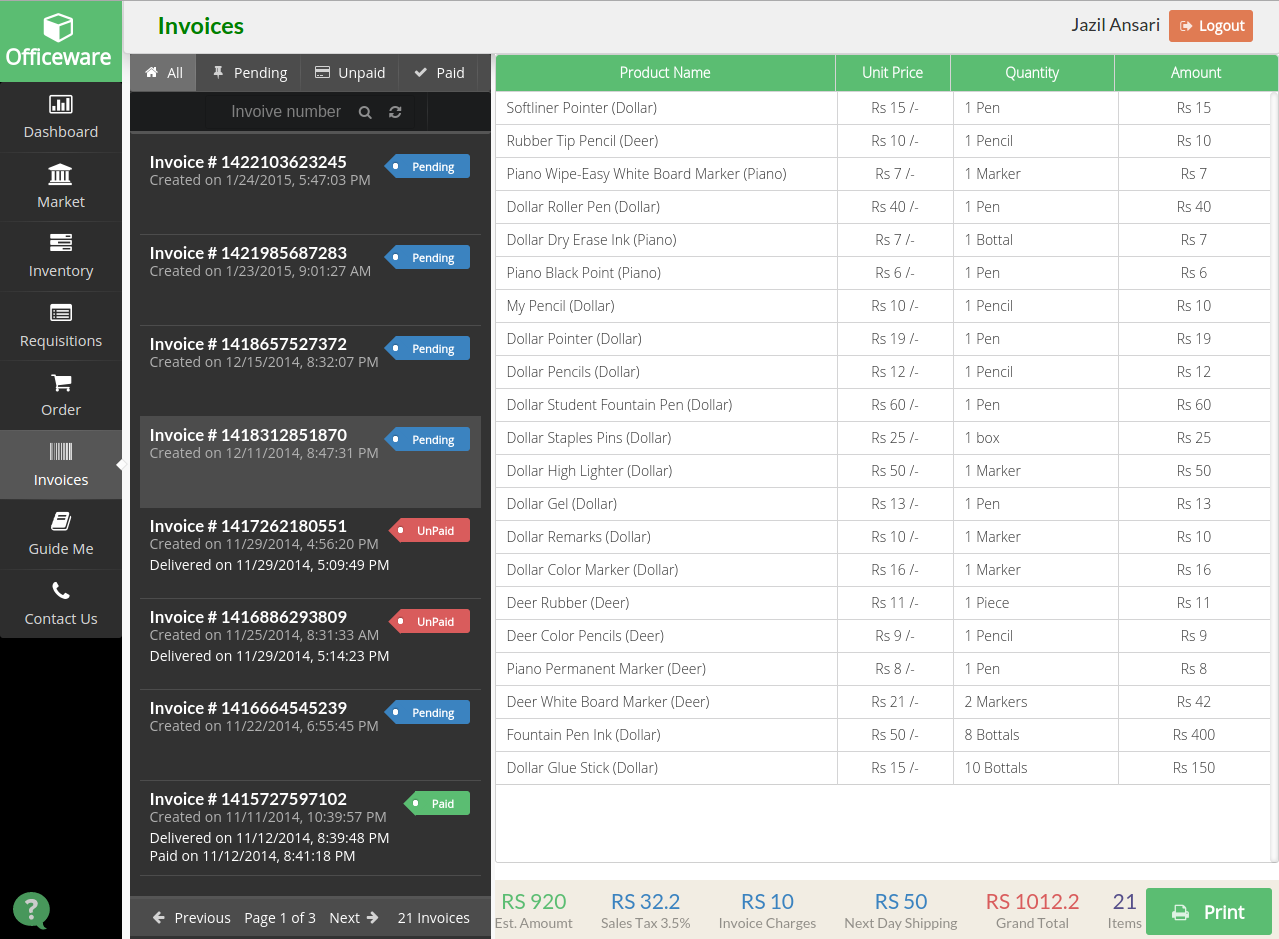 Officeware
Invoices
Jazil Ansari
Logout
Dashboard
Market
Inventory
Requisitions
Order
Invoices
Guide Me
Contact Us
?
All Pending Unpaid Paid
Invoive number
Invoice # 1422103623245 Pending
Created on 1/24/2015, 5:47:03 PM
Invoice # 1421985687283 Pending
Created on 1/23/2015, 9:01:27 AM
Invoice # 1418657527372 Pending
Created on 12/15/2014, 8:32:07 PM
Invoice # 1418312851870 Pending
Created on 12/11/2014, 8:47:31 PM
Invoice # 1417262180551 UnPaid
Created on 11/29/2014, 4:56:20 PM
Delivered on 11/29/2014, 5:09:49 PM
Invoice # 1416886293809 UnPaid
Created on 11/25/2014, 8:31:33 AM
Delivered on 11/29/2014, 5:14:23 PM
Invoice # 1416664545239 Pending
Created on 11/22/2014, 6:55:45 PM
Invoice # 1415727597102 Paid
Created on 11/11/2014, 10:39:57 PM
Delivered on 11/12/2014, 8:39:48 PM
Paid on 11/12/2014, 8:41:18 PM
Previous Page 1 of 3 Next 21 Invoices
Product Name Unit Price Quantity Amount
Softliner Pointer (Dollar) Rs 15 /- 1 Pen Rs 15
Rubber Tip Pencil (Deer) Rs 10 /- 1 Pencil Rs 10
Piano Wipe-Easy White Board Marker (Piano) Rs 7 /- 1 Marker Rs 7
Dollar Roller Pen (Dollar) Rs 40 /- 1 Pen Rs 40
Dollar Dry Erase Ink (Piano) Rs 7 /- 1 Bottal Rs 7
Piano Black Point (Piano) Rs 6 /- 1 Pen Rs 6
My Pencil (Dollar) Rs 10 /- 1 Pencil Rs 10
Dollar Pointer (Dollar) Rs 19 /- 1 Pen Rs 19
Dollar Pencils (Dollar) Rs 12 /- 1 Pencil Rs 12
Dollar Student Fountain Pen (Dollar) Rs 60 /- 1 Pen Rs 60
Dollar Staples Pins (Dollar) Rs 25 /- 1 box Rs 25
Dollar High Lighter (Dollar) Rs 50 /- 1 Marker Rs 50
Dollar Gel (Dollar) Rs 13 /- 1 Pen Rs 13
Dollar Remarks (Dollar) Rs 10 /- 1 Marker Rs 10
Dollar Color Marker (Dollar) Rs 16 /- 1 Marker Rs 16
Deer Rubber (Deer) Rs 11 /- 1 Piece Rs 11
Deer Color Pencils (Deer) Rs 9 /- 1 Pencil Rs 9
Piano Permanent Marker (Deer) Rs 8 /- 1 Pen Rs 8
Deer White Board Marker (Deer) Rs 21 /- 2 Markers Rs 42
Fountain Pen Ink (Dollar) Rs 50 /- 8 Bottals Rs 400
Dollar Glue Stick (Dollar) Rs 15 /- 10 Bottals Rs 150
RS 920 RS 32.2 RS 10 RS 50 RS 1012.2 21
Est. Amount Sales Tax 3.5% Invoice Charges Next Day Shipping Grand Total Items
Print